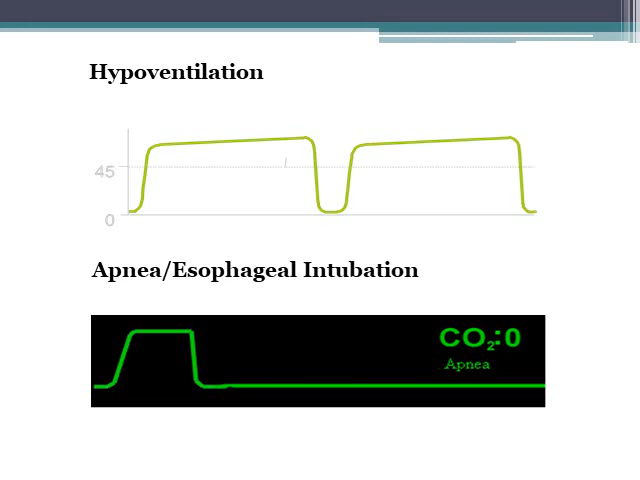 Hypoventilation
45
0
Apnea/Esophageal Intubation
CO₂:0
Apnea